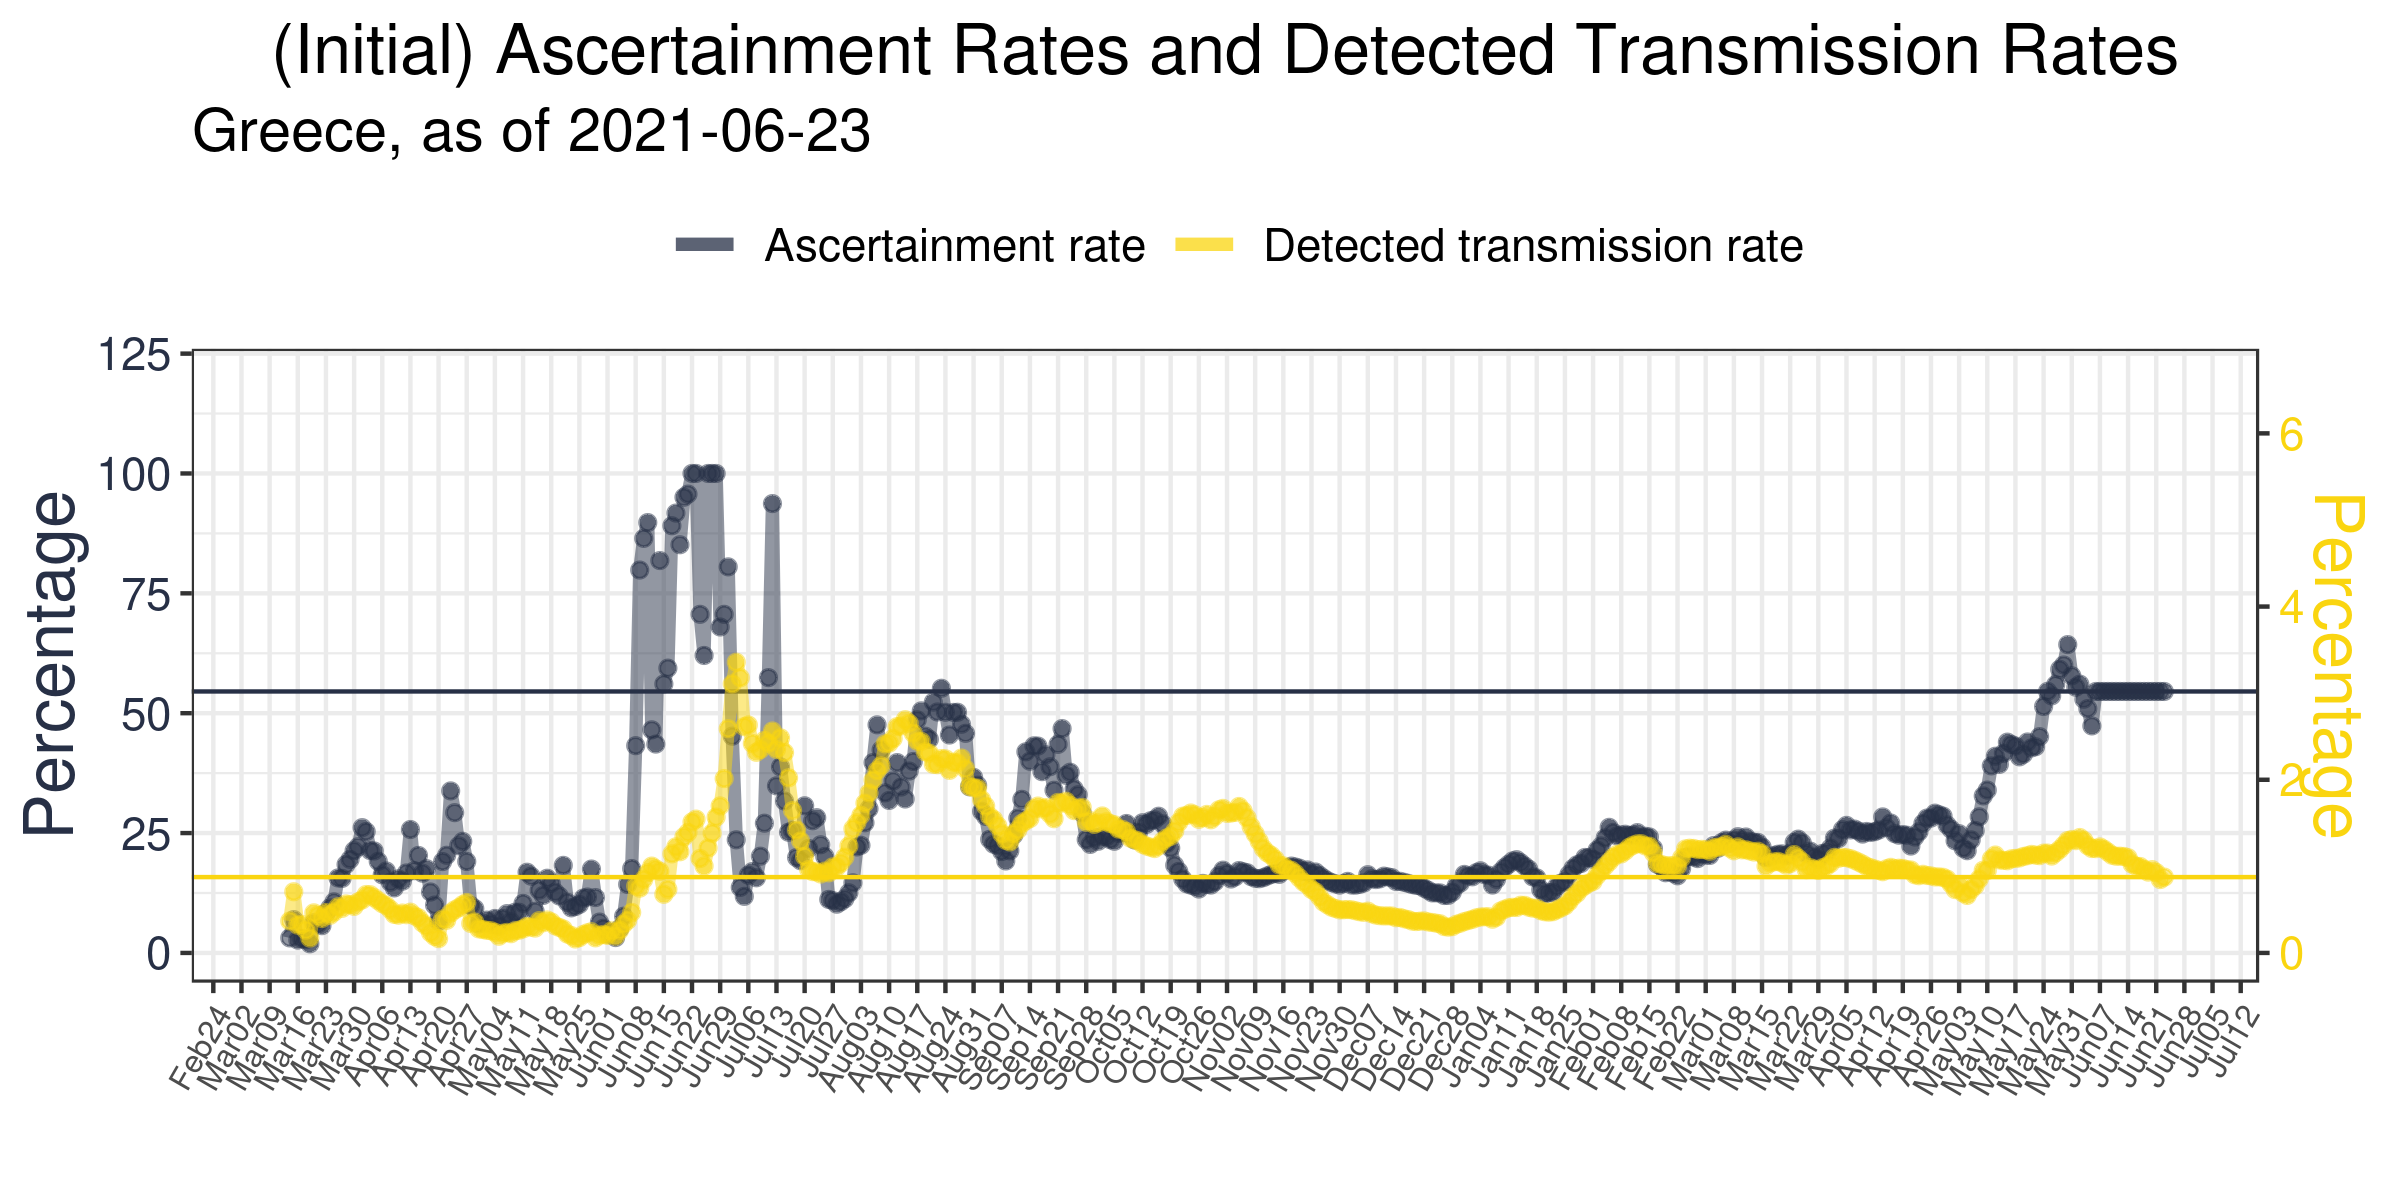 (Initial) Ascertainment Rates and Detected Transmission Rates
Greece, as of 2021-06-23
Ascertainment rate Detected transmission rate
125
100
75
50
25
0
Percentage
6
4
2
0
Percentage
Feb24 Mar02 Mar09 Mar16 Mar23 Mar30 Apr06 Apr13 Apr20 Apr27 May04 May11 May18 May25 Jun01 Jun08 Jun15 Jun22 Jun29 Jul06 Jul13 Jul20 Jul27 Aug03 Aug10 Aug17 Aug24 Aug31 Sep07 Sep14 Sep21 Sep28 Oct05 Oct12 Oct19 Oct26 Nov02 Nov09 Nov16 Nov23 Nov30 Dec07 Dec14 Dec21 Dec28 Jan04 Jan11 Jan18 Jan25 Feb01 Feb08 Feb15 Feb22 Mar01 Mar08 Mar15 Mar22 Mar29 Apr05 Apr12 Apr19 Apr26 May03 May10 May17 May24 May31 Jun07 Jun14 Jun21 Jun28 Jul05 Jul12